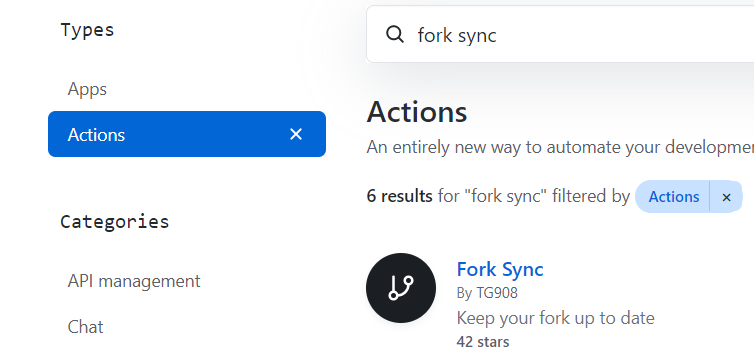 Types
Apps
Actions
Categories
API management
Chat
fork sync
Actions
An entirely new way to automate your
6 results for "fork sync" filtered by Actions ×
Fork Sync
By TG908
Keep your fork up to date
42 stars